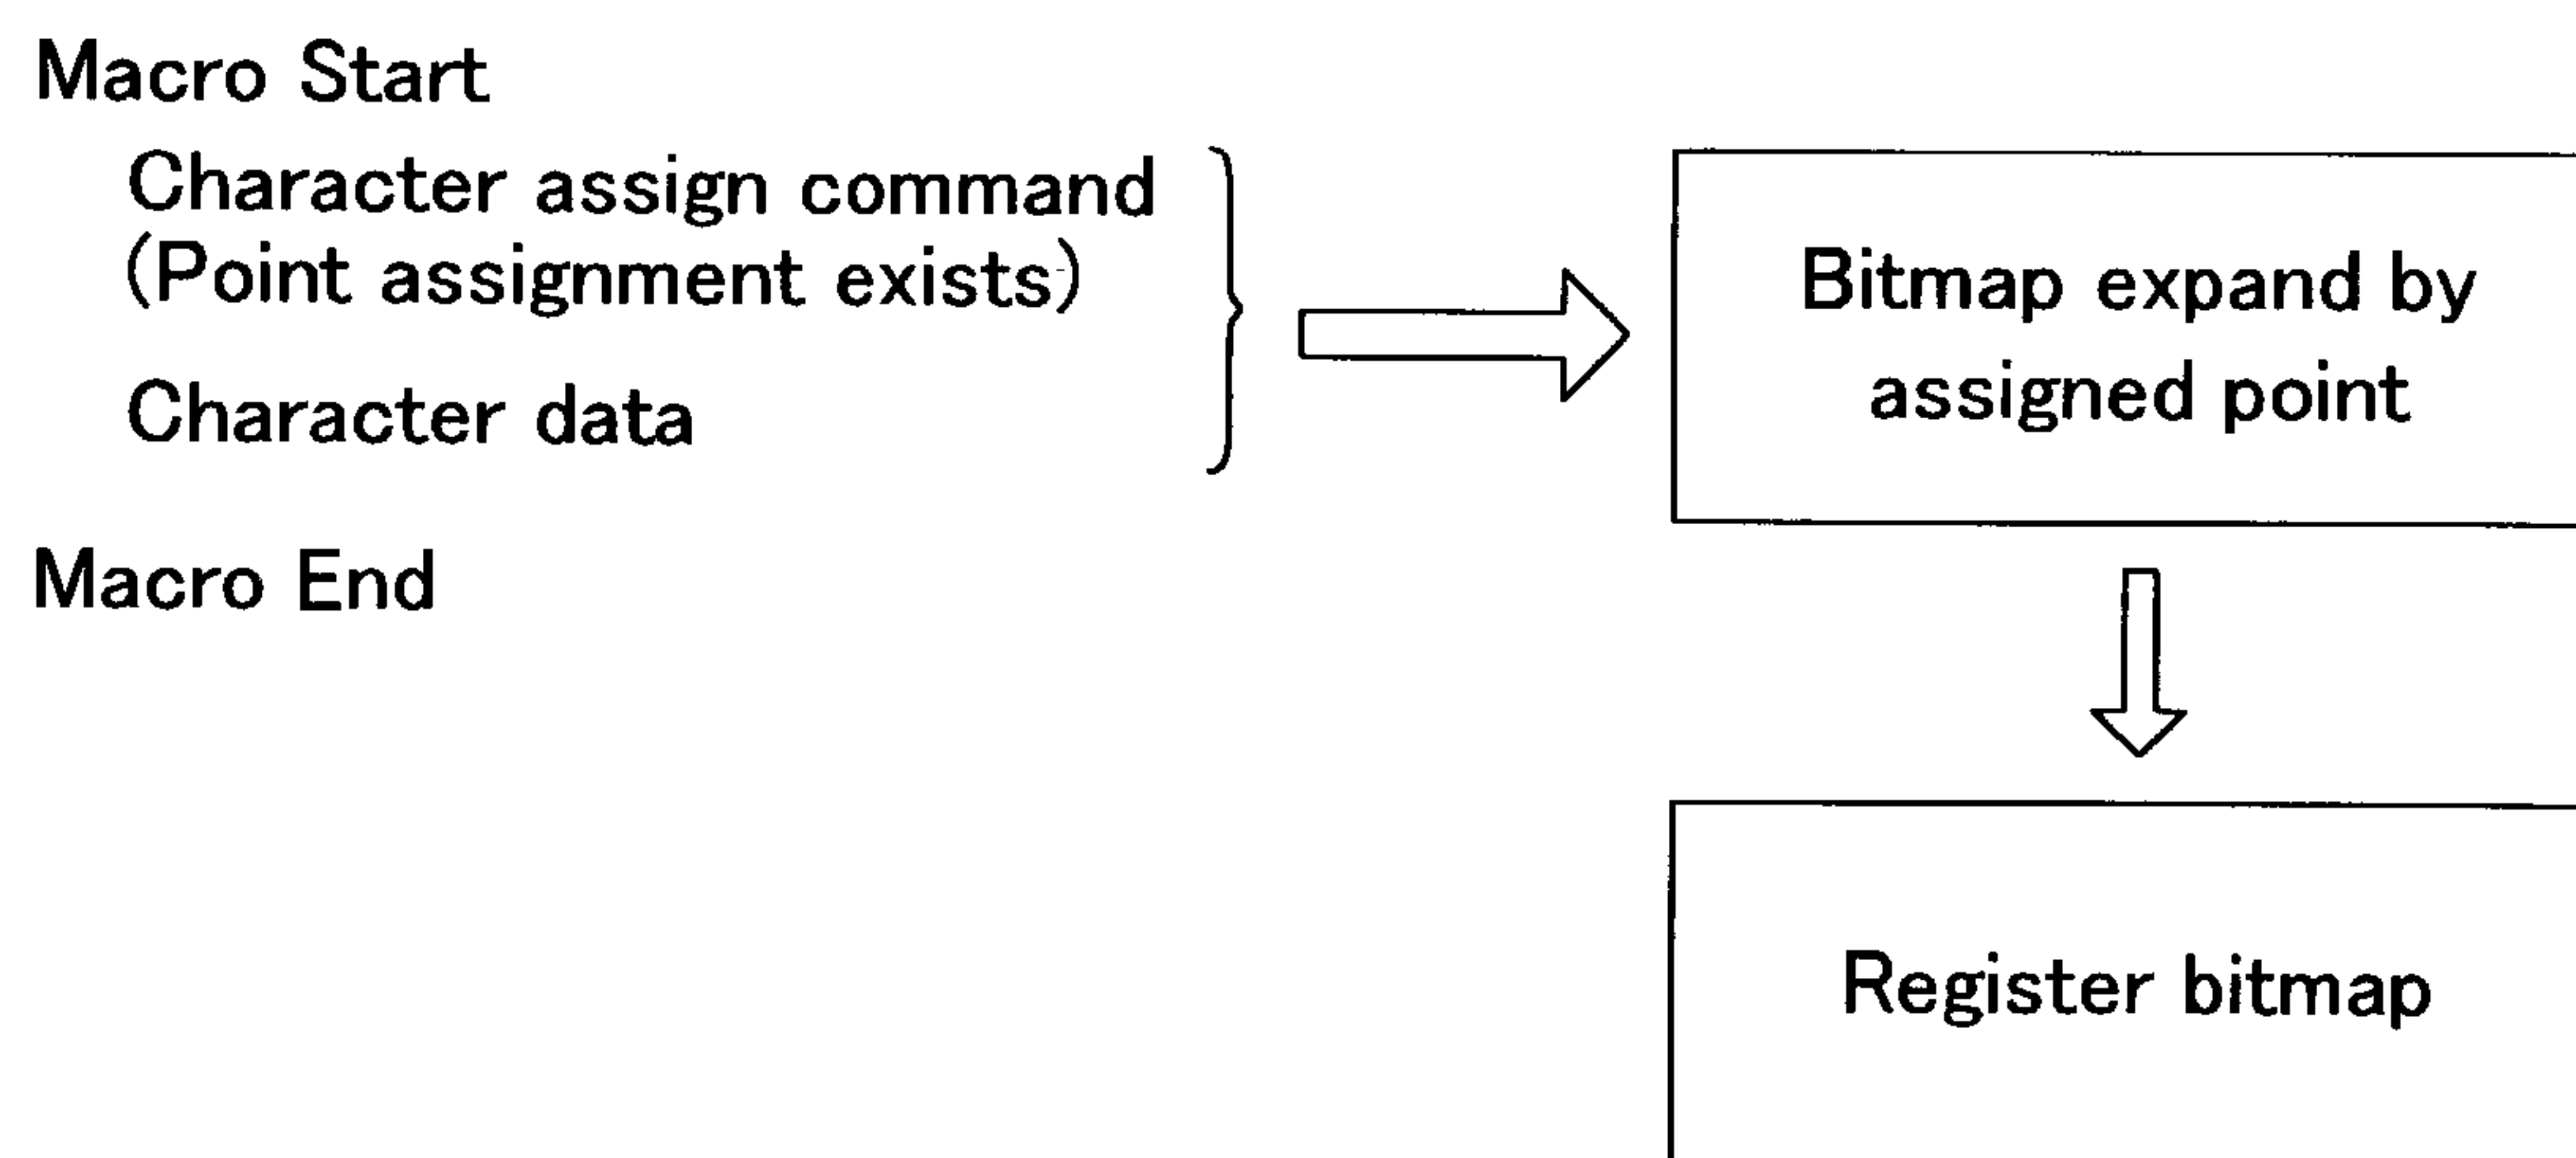 Macro Start
Character assign command
(Point assignment exists)
Character data
Macro End
Bitmap expand by
assigned point
Register bitmap